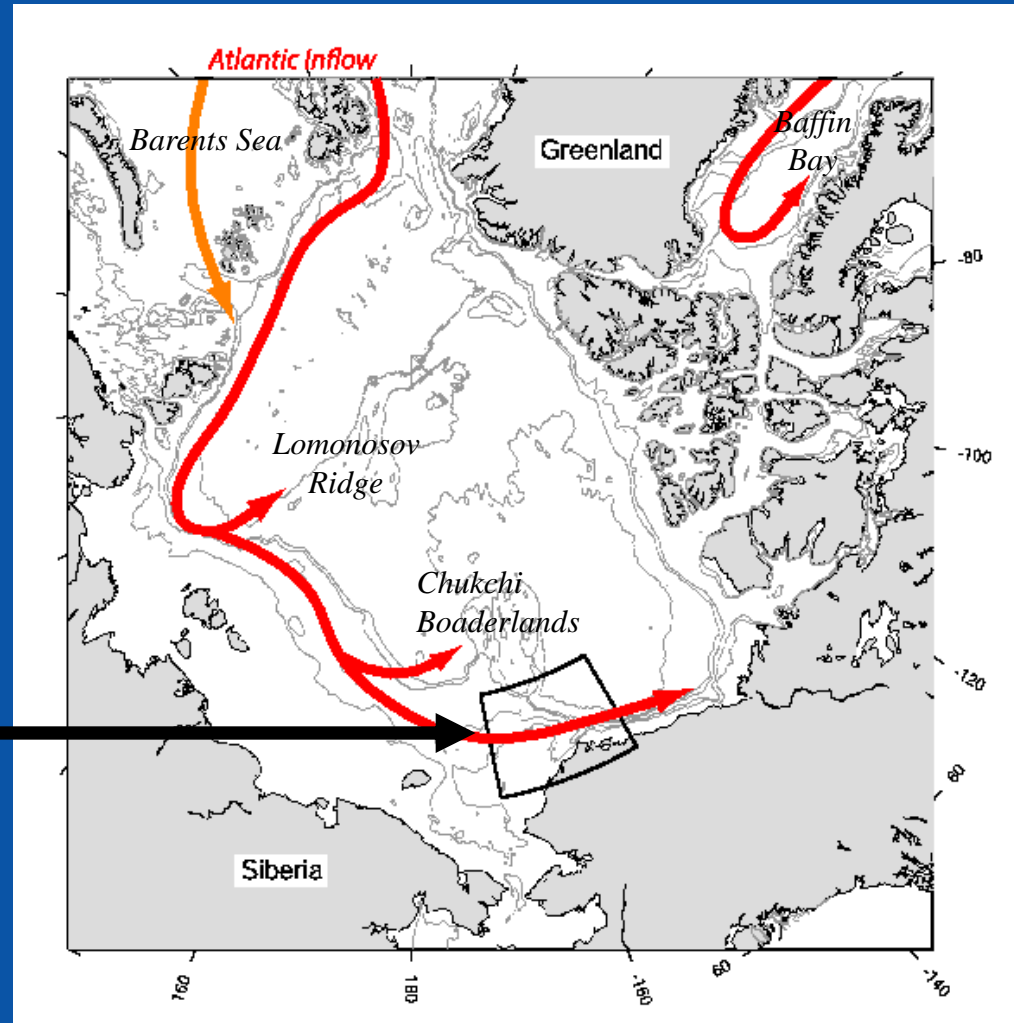 Atlantic Inflow
Barents Sea
Greenland
Baffin
Bay
-80
Lomonosov
Ridge
-100
Chukchi
Boaderlands
-120
60
Siberia
160
180
-160
60
-140